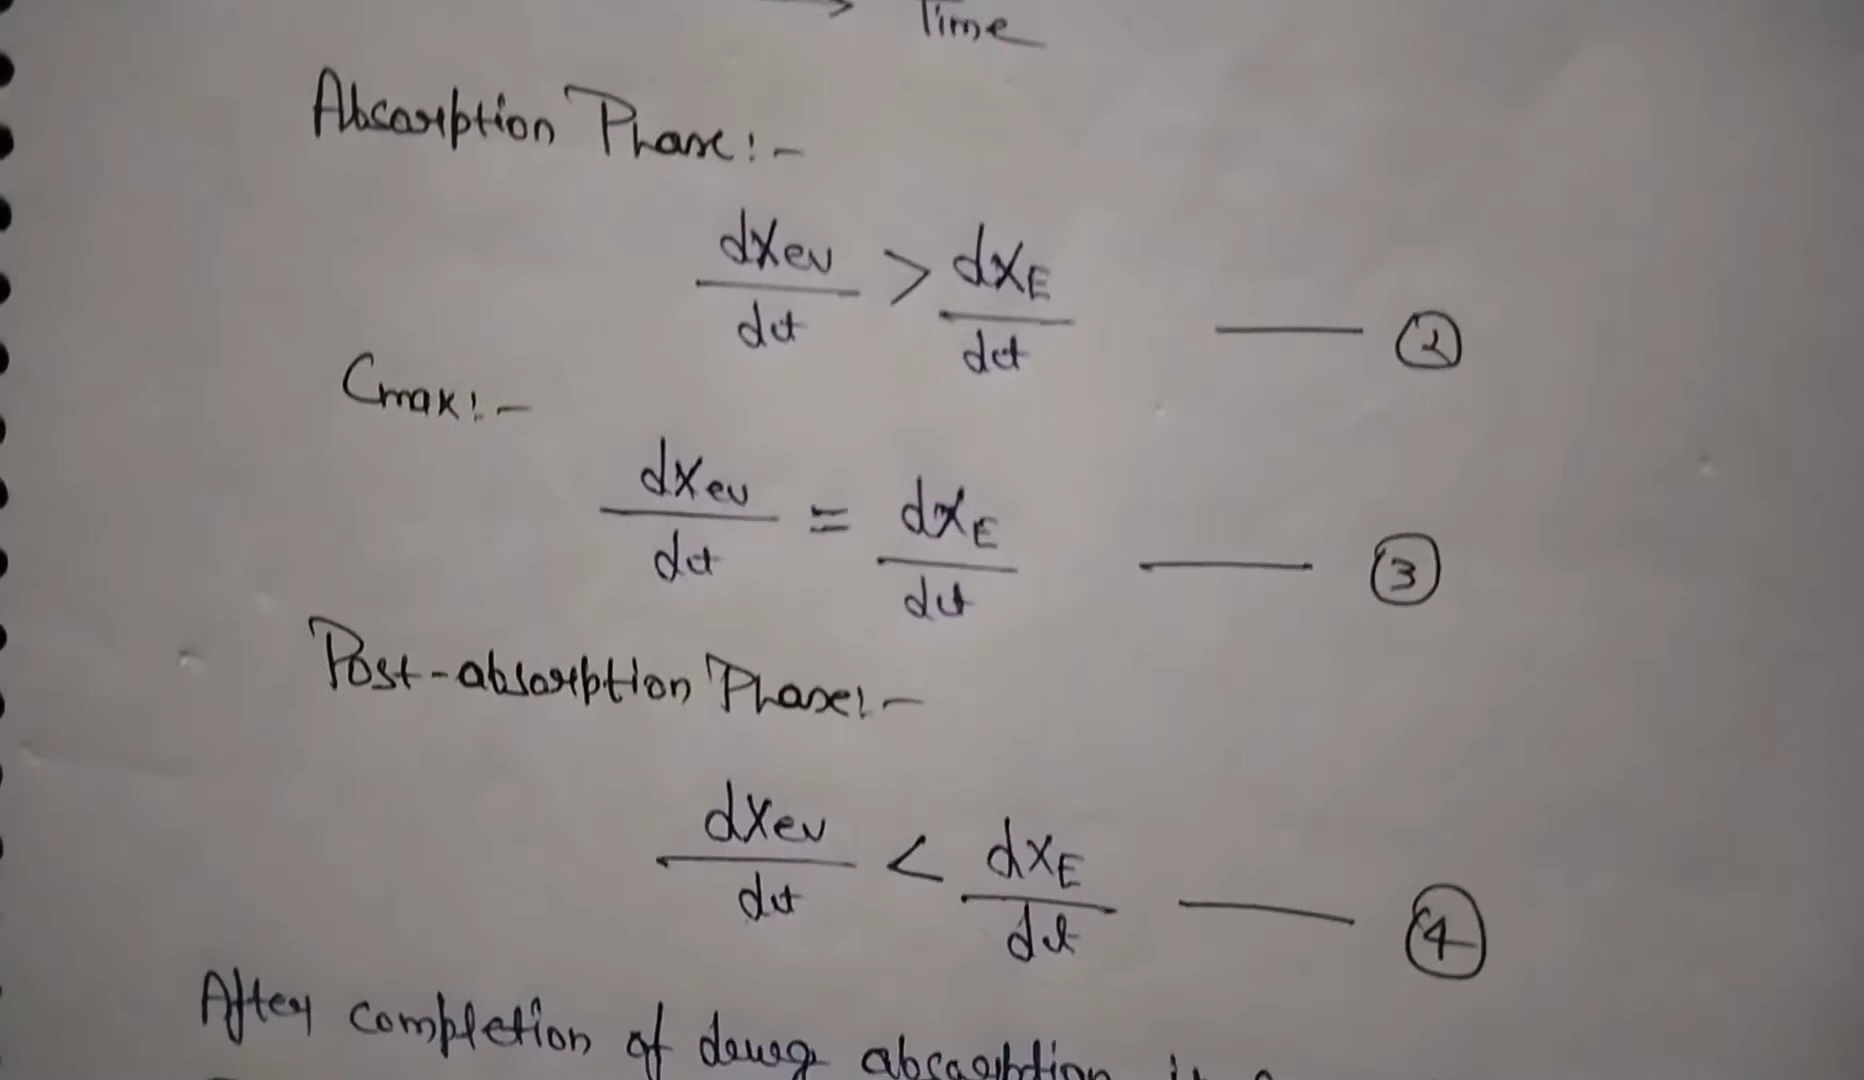 Time
Absorption Phase:-
dXev/dt > dXE/dt —— 2
Cmax:-
dXev/dt = dXE/dt —— 3
Post-absorption Phase:-
dXev/dt < dXE/dt —— 4
After completion of drug absorption